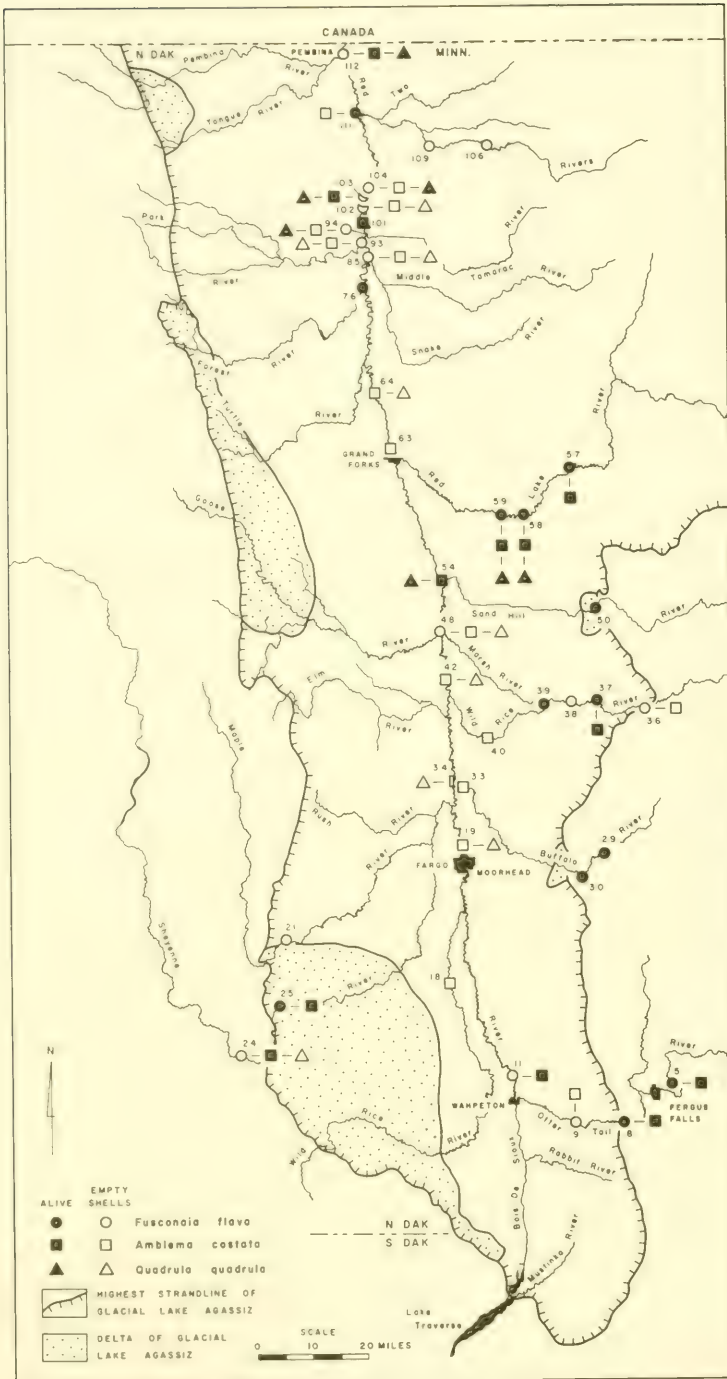 CANADA
N DAK
PEMBINA
MINN.
112
Pembina River
Red
Two
Tongue River
111
109
106
Rivers
104
103
102
101
94
93
85
Park
River
River
Middle
Tamarac River
76
Snake River
Forest River
64
Turtle River
63
GRAND FORKS
57
River
Red Lake
59
58
Goose
54
Sand Hill River
50
48
River
Marsh River
42
Elm River
Wild Rice River
39
38
37
36
40
Maple
34
33
Rush River
19
29
River
Buffalo
30
FARGO
MOORHEAD
River
Sheyenne
21
18
25
River
River
24
N
11
River
5
WAHPETON
FERGUS FALLS
Otter Tail
9
6
Wild Rice River
Rabbit River
Bois De Sioux
Mustinka River
N DAK
S DAK
Lake Traverse
ALIVE
EMPTY SHELLS
Fusconaia flava
Amblema costata
Quadrula quadrula
HIGHEST STRANDLINE OF
GLACIAL LAKE AGASSIZ
DELTA OF GLACIAL
LAKE AGASSIZ
SCALE
0 20 MILES